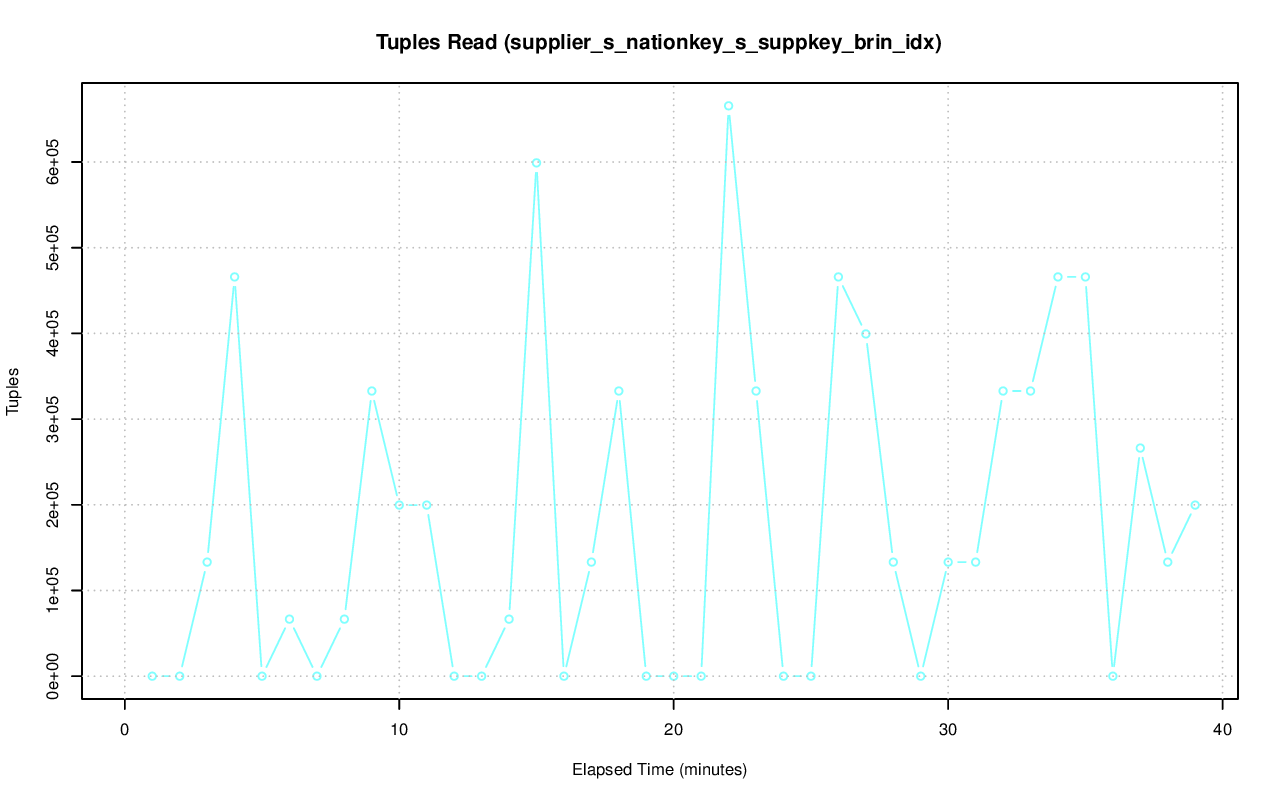 Tuples Read (supplier_s_nationkey_s_suppkey_brin_idx)
6e+05
5e+05
4e+05
3e+05
2e+05
1e+05
0e+00
Tuples
0 10 20 30 40
Elapsed Time (minutes)